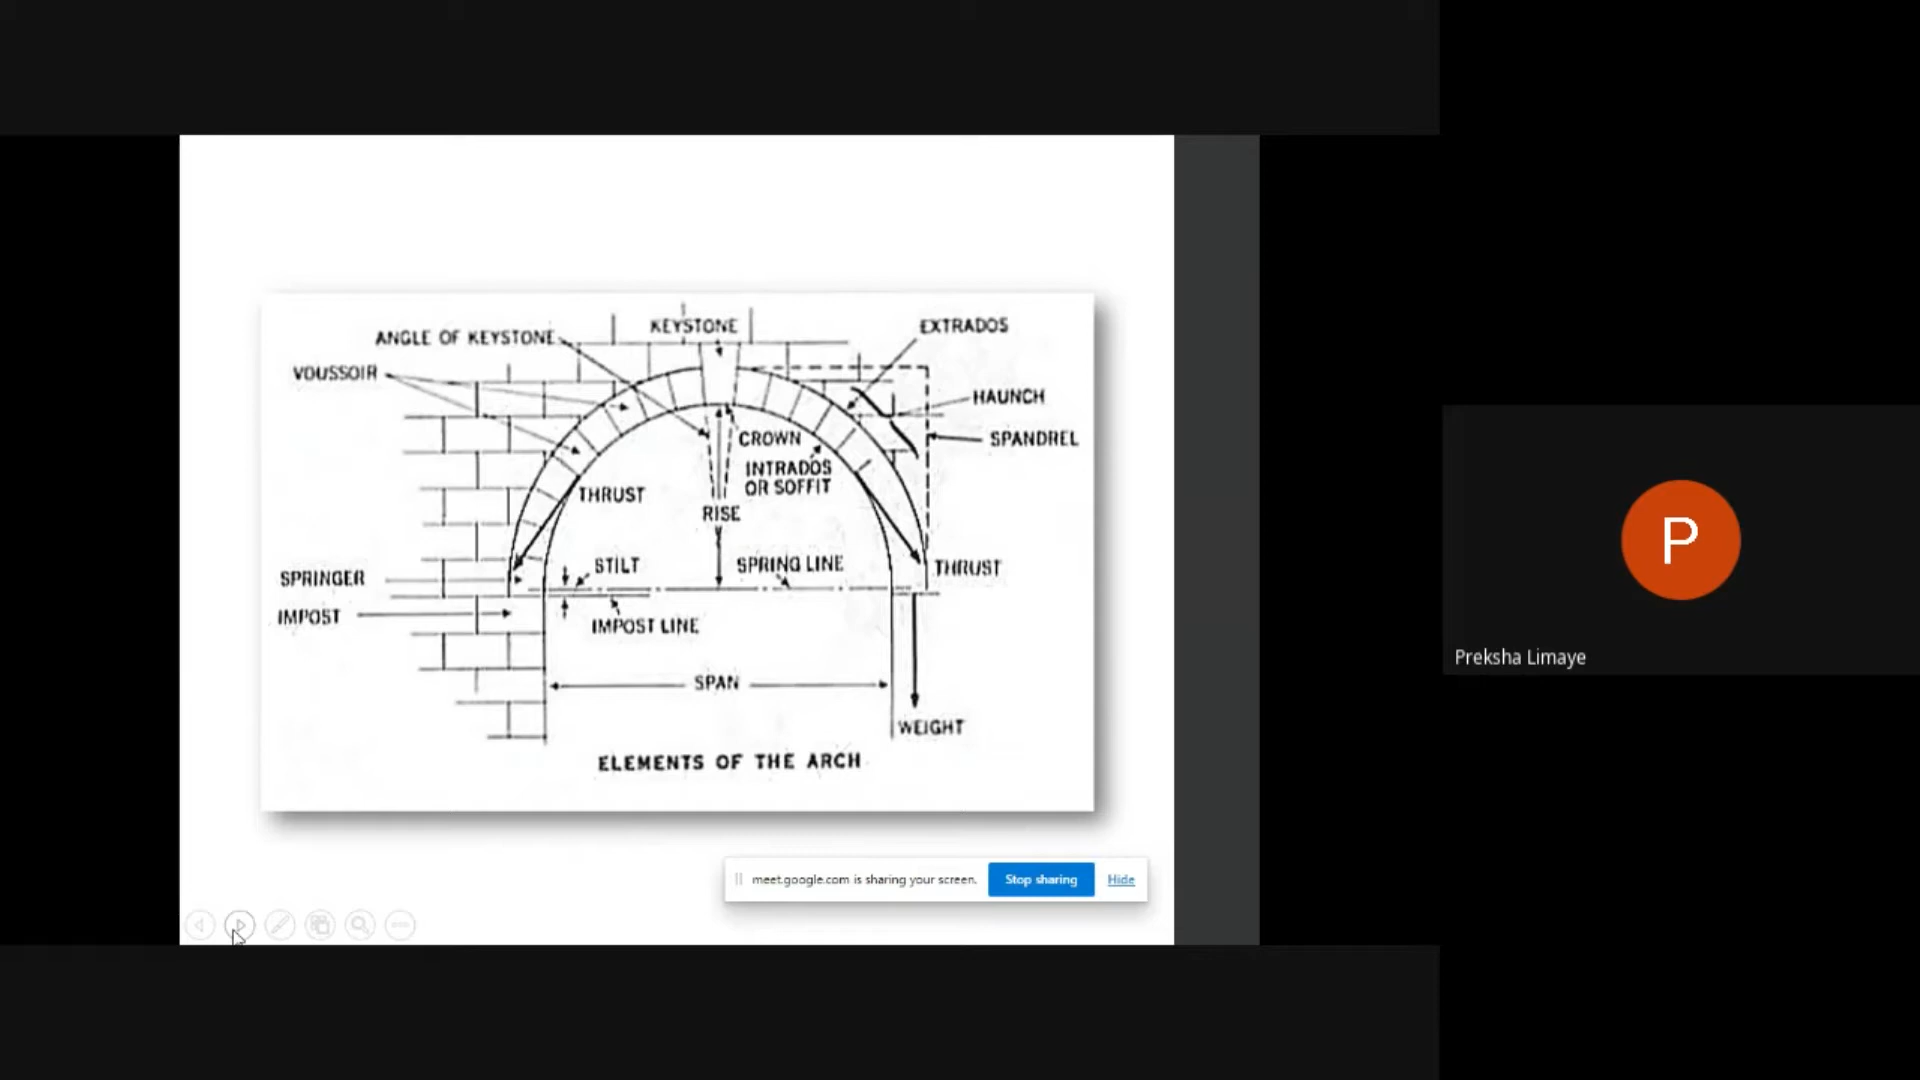 KEYSTONE
EXTRADOS
ANGLE OF KEYSTONE
VOUSSOIR
HAUNCH
CROWN
SPANDREL
INTRADOS
OR SOFFIT
THRUST
RISE
STILT
SPRING LINE
THRUST
SPRINGER
IMPOST
IMPOST LINE
SPAN
WEIGHT
ELEMENTS OF THE ARCH
meet.google.com is sharing your screen.
Stop sharing
Hide
P
Preksha Limaye